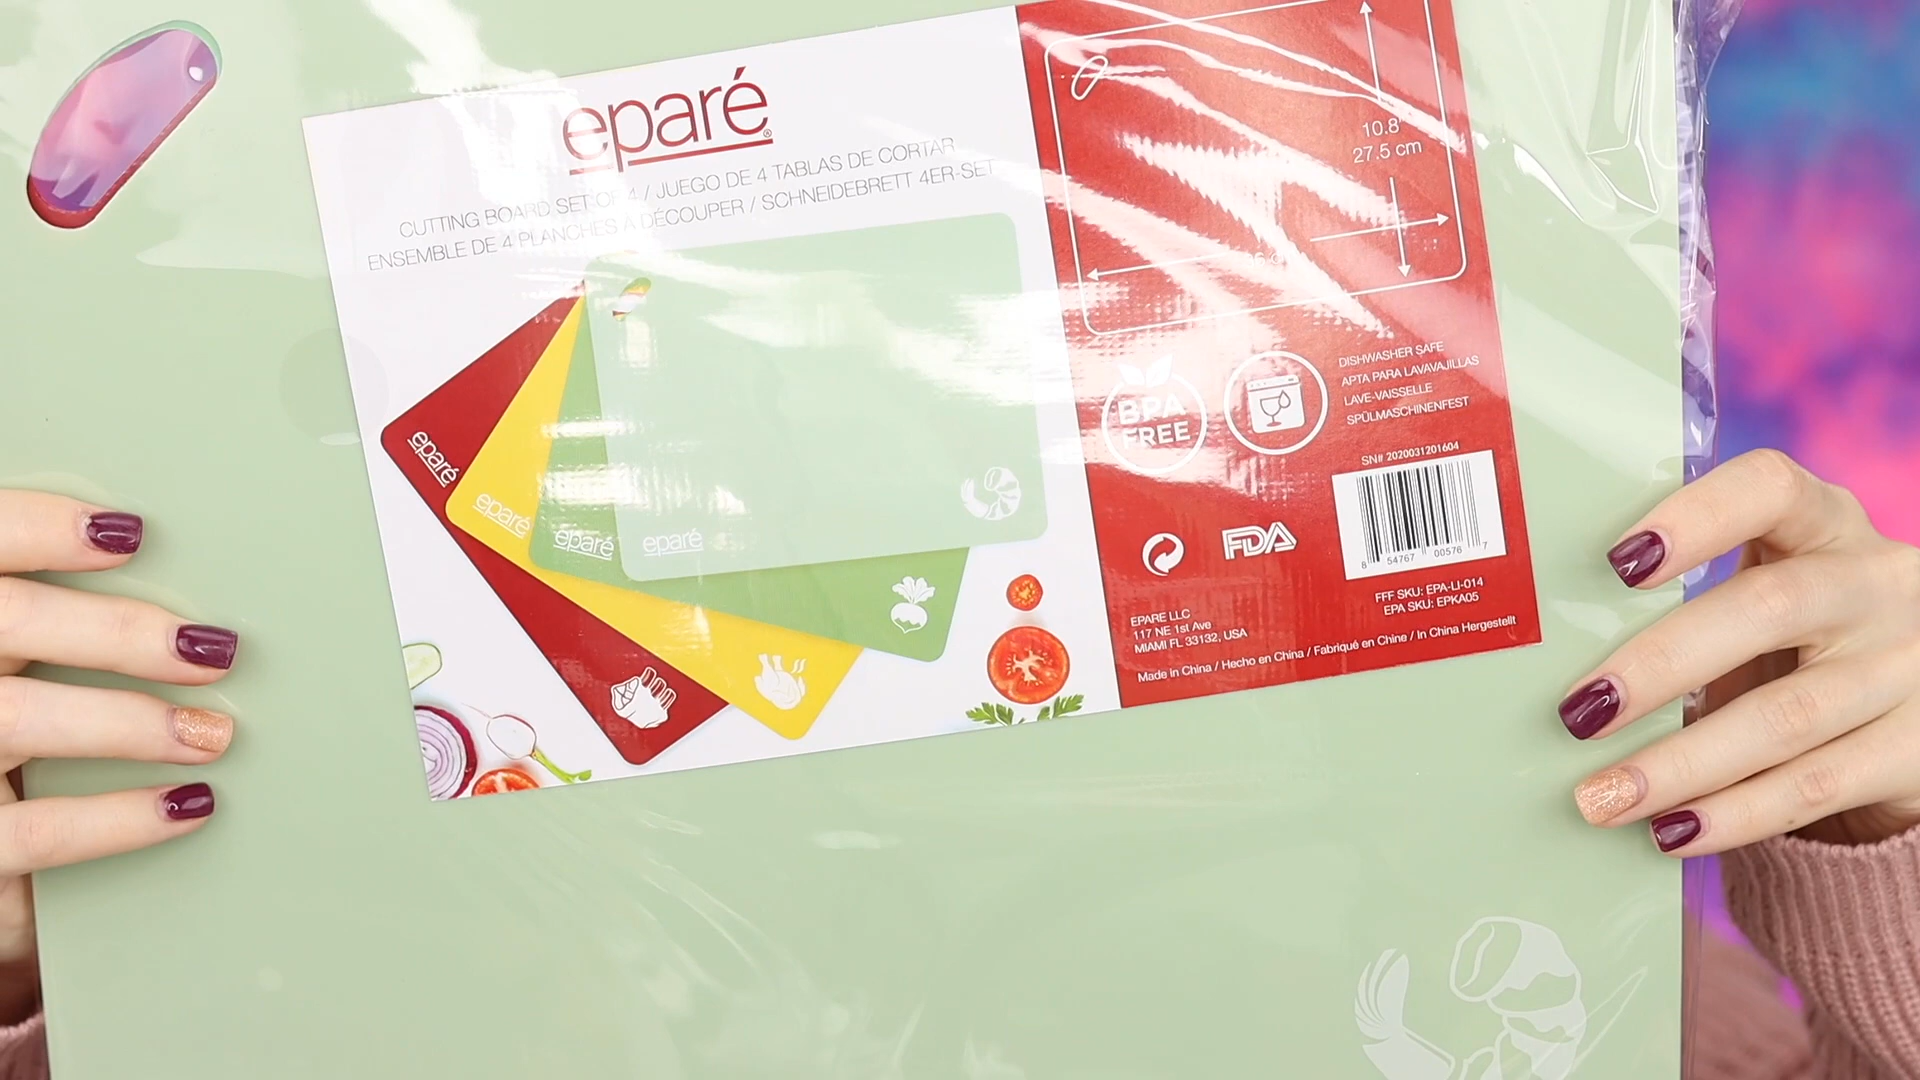 eparé®
CUTTING BOARD SET OF 4 / JUEGO DE 4 TABLAS DE CORTAR
ENSEMBLE DE 4 PLANCHES À DÉCOUPER / SCHNEIDEBRETT 4ER-SET
eparé
eparé
eparé
eparé
10.8"
27.5 cm
BPA
FREE
DISHWASHER SAFE
APTA PARA LAVAVAJILLAS
LAVE-VAISSELLE
SPÜLMASCHINENFEST
SN# 2020031201604
8 54767 00576 7
FDA
FFF SKU: EPA-LI-014
EPA SKU: EPKA05
EPARE LLC
117 NE 1st Ave
MIAMI FL 33132, USA
Made in China / Hecho en China / Fabriqué en Chine / In China Hergestellt